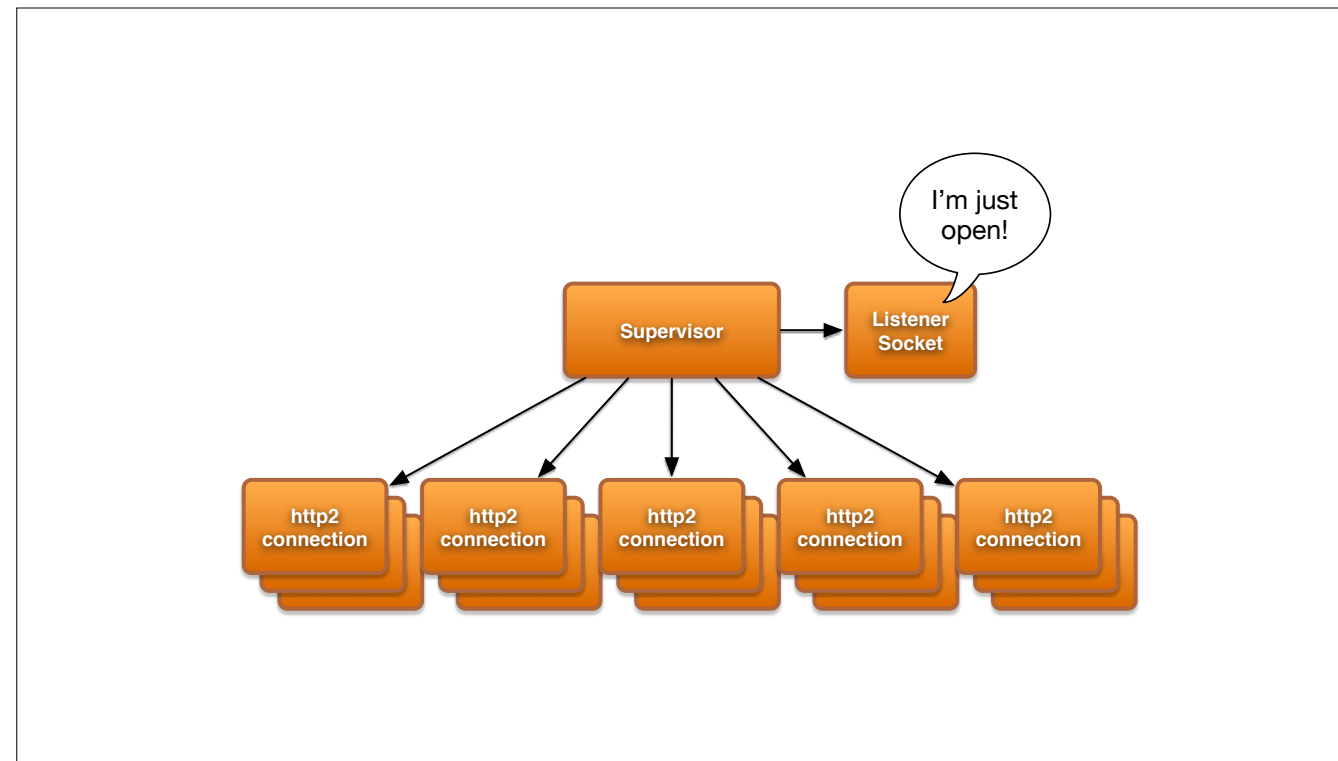 I’m just
open!
Supervisor
Listener
Socket
http2
connection
http2
connection
http2
connection
http2
connection
http2
connection